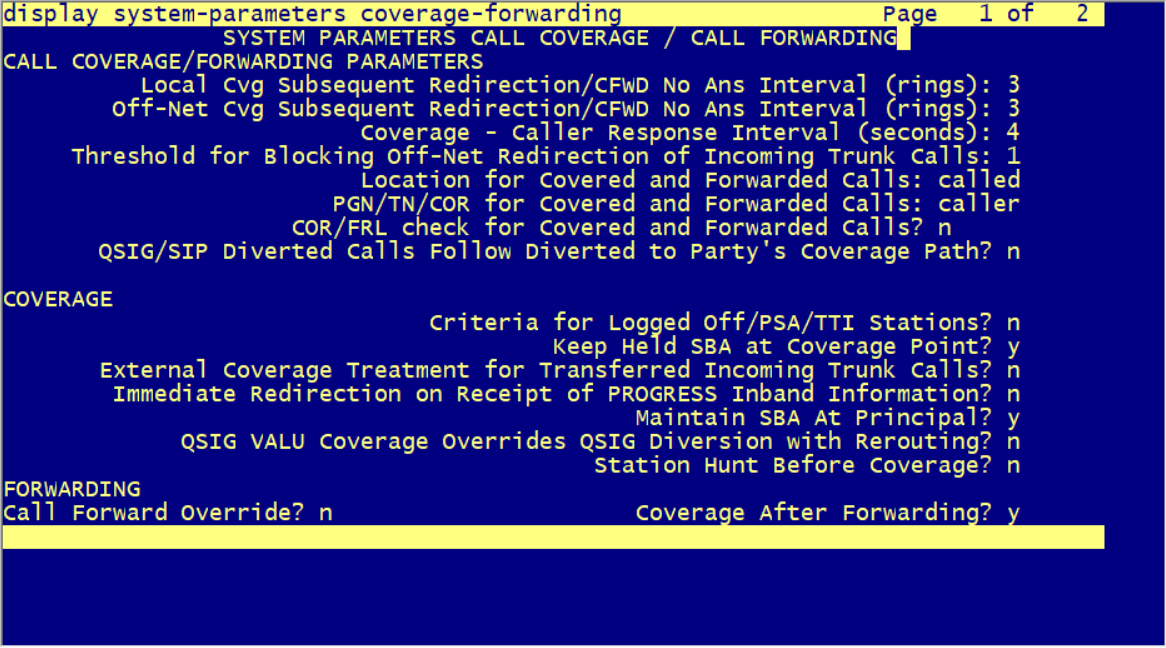 display system-parameters coverage-forwarding Page 1 of 2
SYSTEM PARAMETERS CALL COVERAGE / CALL FORWARDING
CALL COVERAGE/FORWARDING PARAMETERS
Local Cvg Subsequent Redirection/CFWD No Ans Interval (rings): 3
Off-Net Cvg Subsequent Redirection/CFWD No Ans Interval (rings): 3
Coverage - Caller Response Interval (seconds): 4
Threshold for Blocking Off-Net Redirection of Incoming Trunk Calls: 1
Location for Covered and Forwarded Calls: called
PGN/TN/COR for Covered and Forwarded Calls: caller
COR/FRL check for Covered and Forwarded Calls? n
QSIG/SIP Diverted Calls Follow Diverted to Party's Coverage Path? n
COVERAGE
Criteria for Logged Off/PSA/TTI Stations? n
Keep Held SBA at Coverage Point? y
External Coverage Treatment for Transferred Incoming Trunk Calls? n
Immediate Redirection on Receipt of PROGRESS Inband Information? n
Maintain SBA At Principal? y
QSIG VALU Coverage Overrides QSIG Diversion with Rerouting? n
Station Hunt Before Coverage? n
FORWARDING
Call Forward Override? n Coverage After Forwarding? y